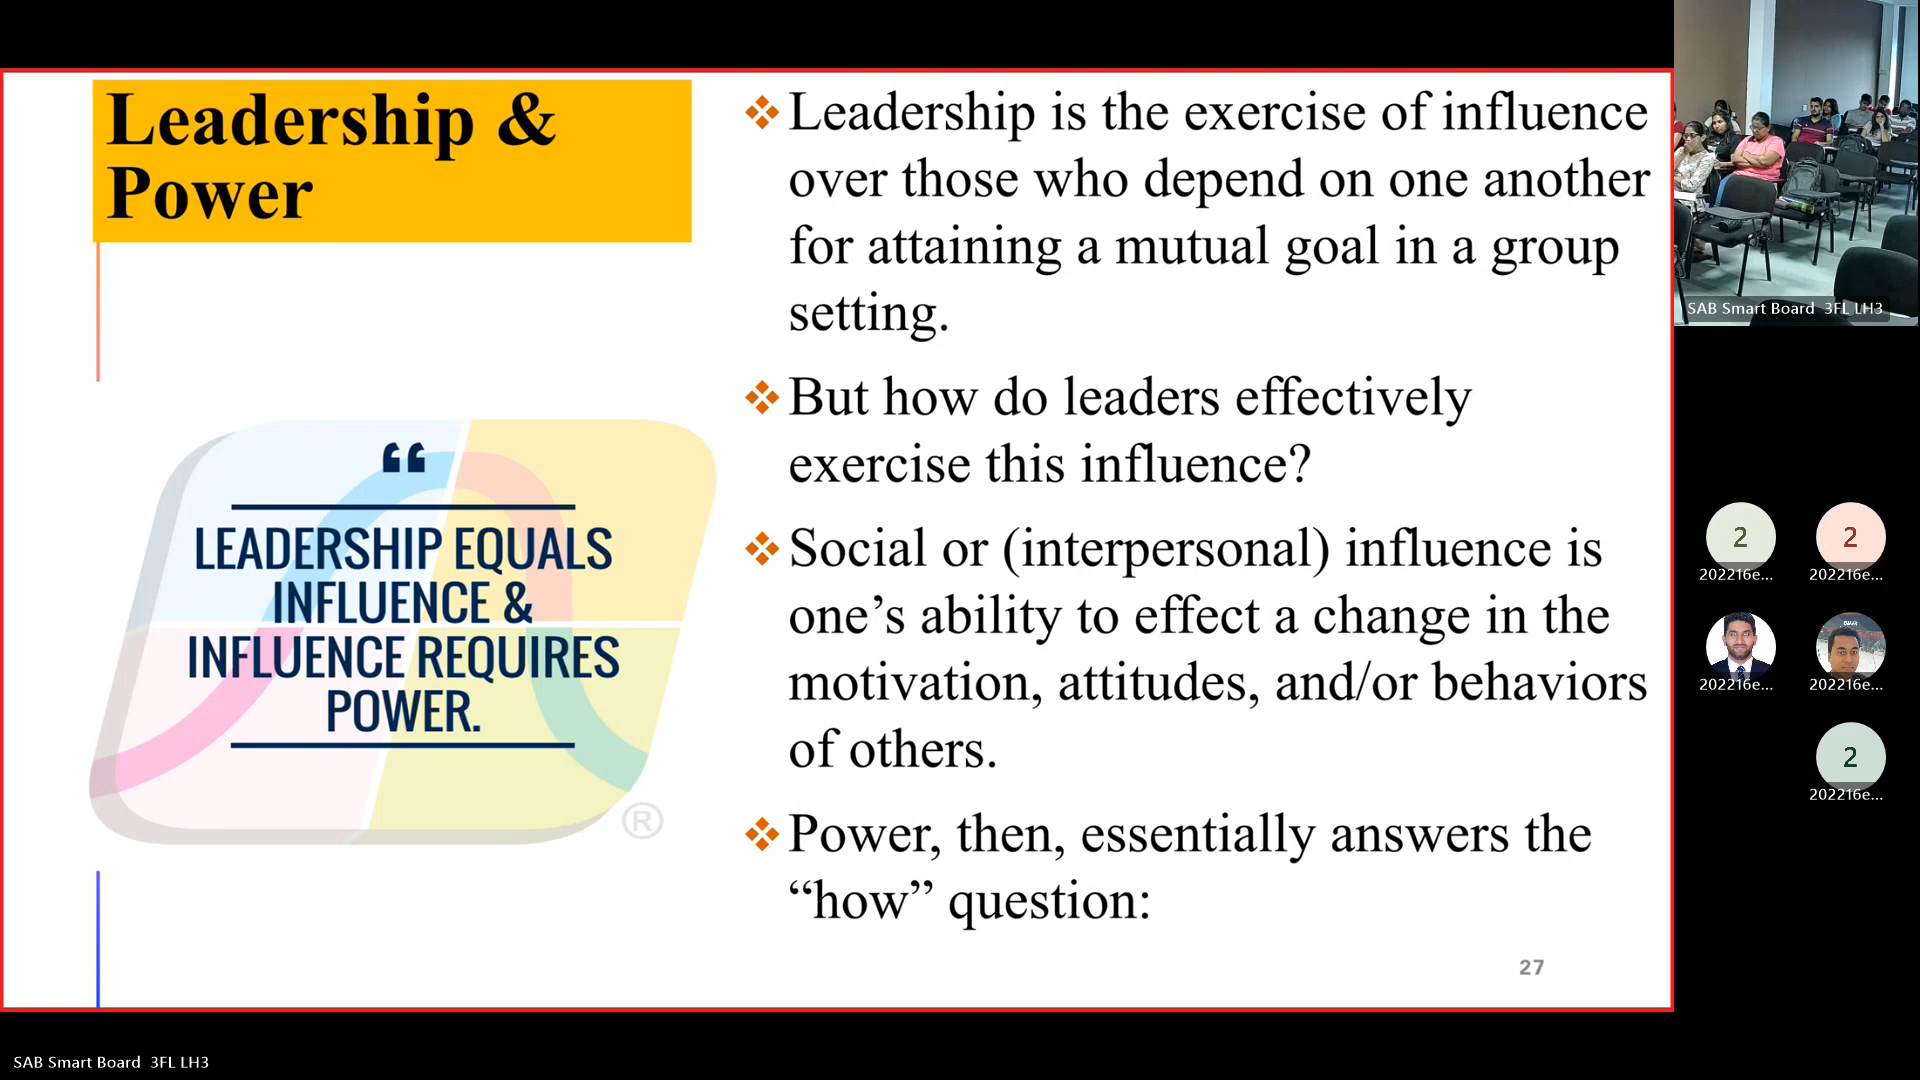 Leadership &
Power
“
LEADERSHIP EQUALS
INFLUENCE &
INFLUENCE REQUIRES
POWER.
®
❖Leadership is the exercise of influence
over those who depend on one another
for attaining a mutual goal in a group
setting.
❖But how do leaders effectively
exercise this influence?
❖Social or (interpersonal) influence is
one’s ability to effect a change in the
motivation, attitudes, and/or behaviors
of others.
❖Power, then, essentially answers the
“how” question:
27
SAB Smart Board 3FL LH3
2 2
202216e... 202216e...
202216e... 202216e...
2
202216e...
SAB Smart Board 3FL LH3